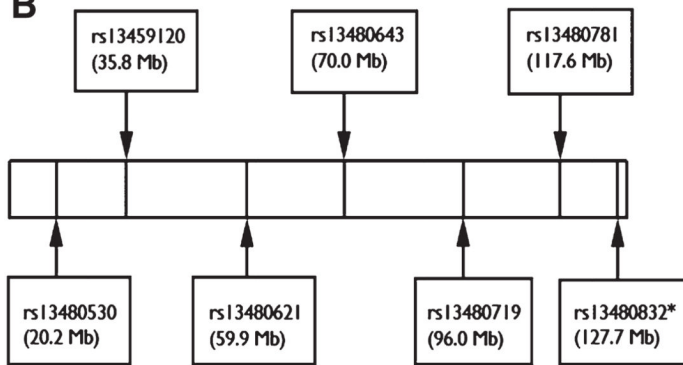 B
rs13459120
(35.8 Mb)
rs13480643
(70.0 Mb)
rs13480781
(117.6 Mb)
rs13480530
(20.2 Mb)
rs13480621
(59.9 Mb)
rs13480719
(96.0 Mb)
rs13480832*
(127.7 Mb)